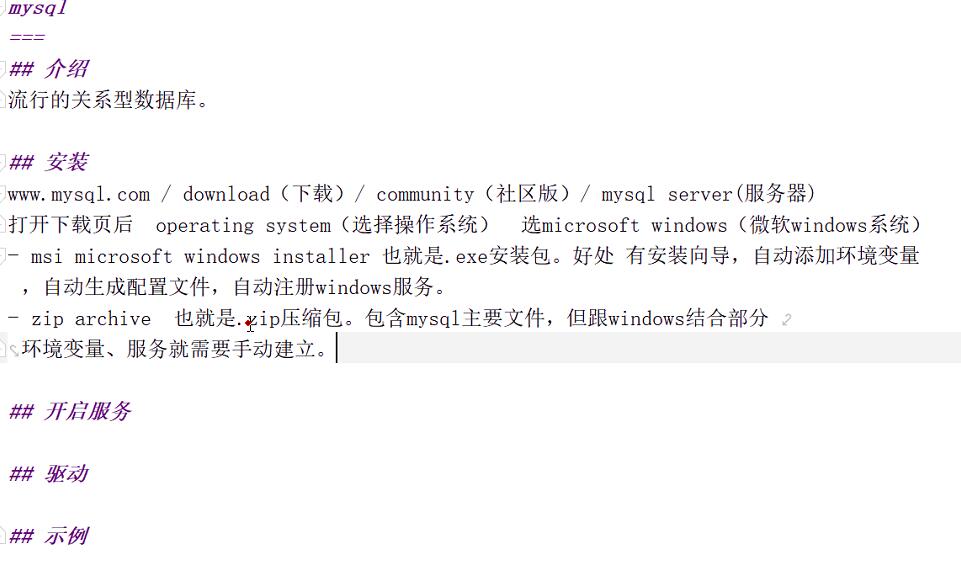 mysql
===
## 介绍
流行的关系型数据库。
## 安装
www.mysql.com / download（下载）/ community（社区版）/ mysql server(服务器)
打开下载页后  operating system（选择操作系统）  选microsoft windows（微软windows系统）
- msi microsoft windows installer 也就是.exe安装包。好处 有安装向导，自动添加环境变量
，自动生成配置文件，自动注册windows服务。
- zip archive  也就是.zip压缩包。包含mysql主要文件，但跟windows结合部分
环境变量、服务就需要手动建立。
## 开启服务
## 驱动
## 示例